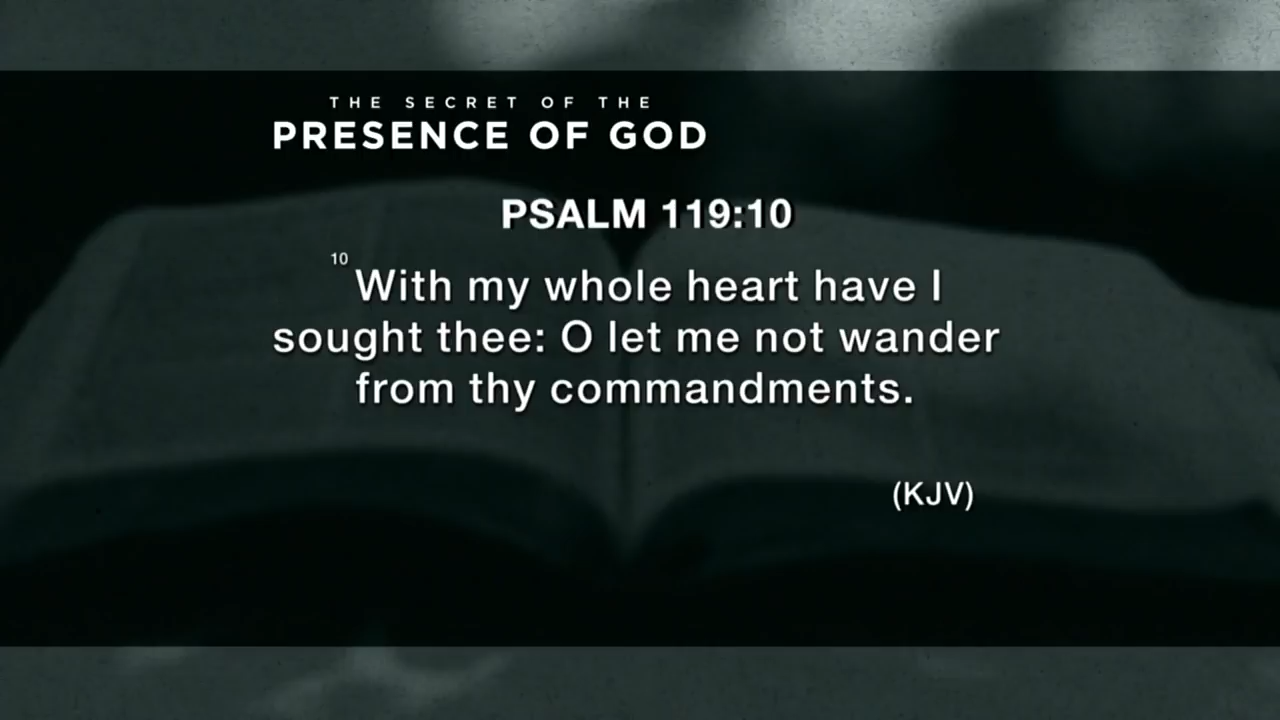 THE SECRET OF THE
PRESENCE OF GOD
PSALM 119:10
10 With my whole heart have I
sought thee: O let me not wander
from thy commandments.
(KJV)